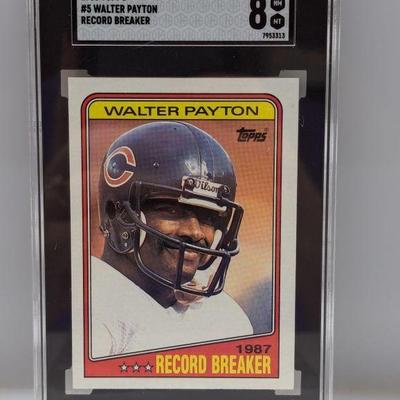 #5 WALTER PAYTON
RECORD BREAKER
8
NM
MT
7953313
WALTER PAYTON
TOPPS
C
Wilson
1987
RECORD BREAKER